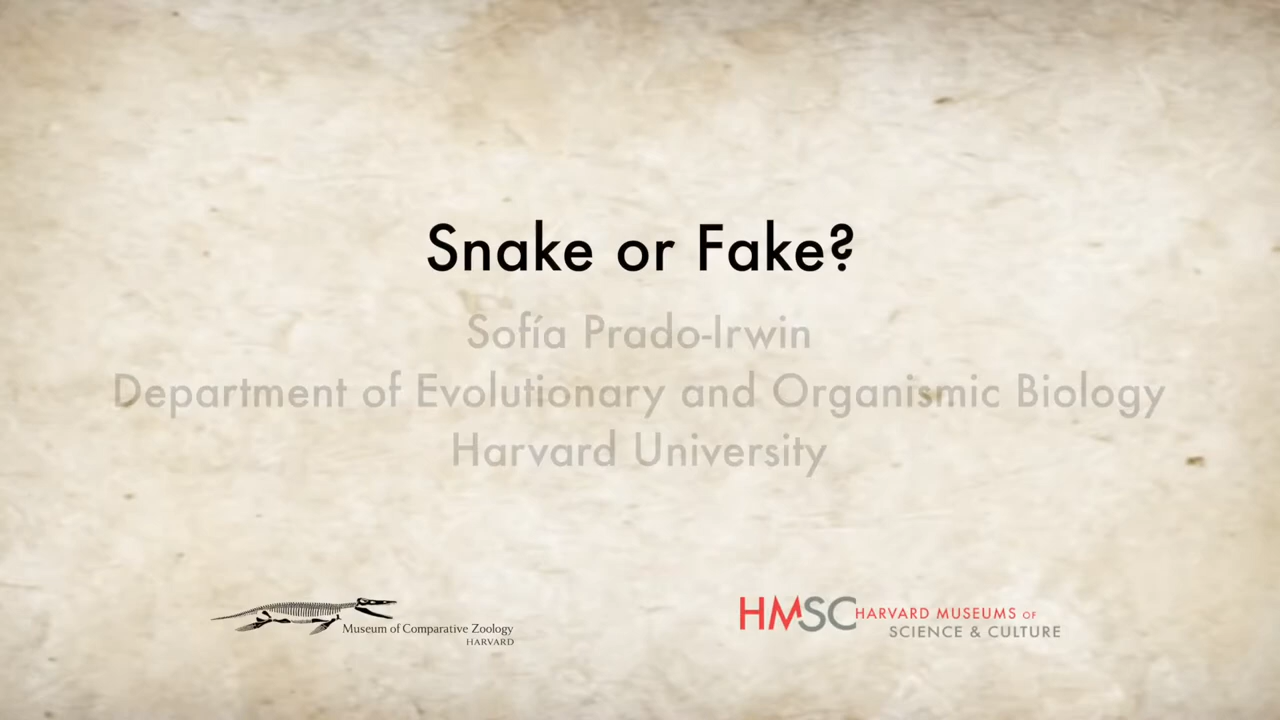 Snake or Fake?
Sofía Prado-Irwin
Department of Evolutionary and Organismic Biology
Harvard University
Museum of Comparative Zoology
HARVARD
HMSC HARVARD MUSEUMS OF
SCIENCE & CULTURE